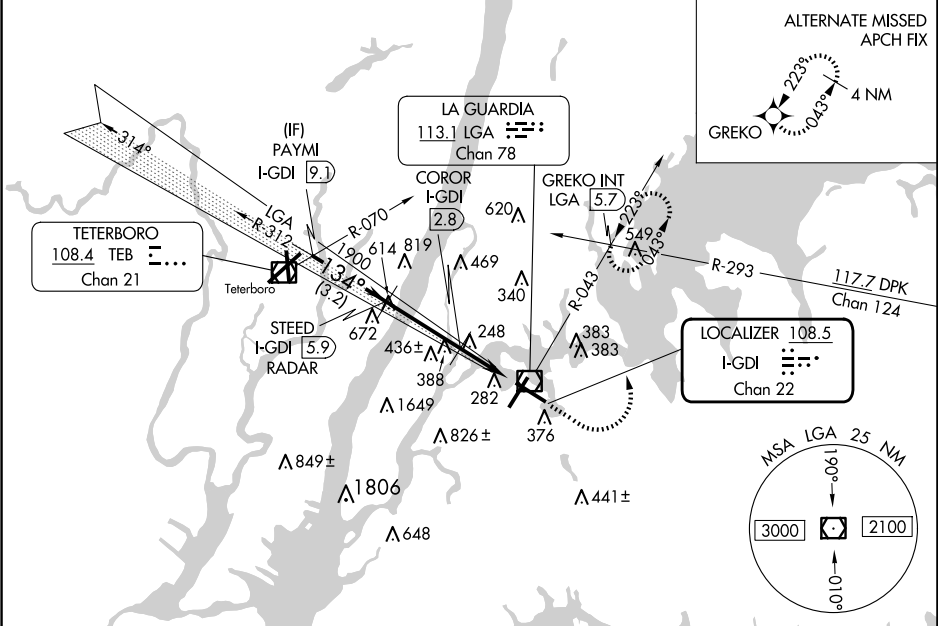 ALTERNATE MISSED
APCH FIX
223°
043°
4 NM
GREKO
LA GUARDIA
113.1 LGA
Chan 78
314°
(IF)
PAYMI
I-GDI 9.1
COROR
I-GDI
2.8
GREKO INT
LGA 5.7
620
223°
549
043°
LGA
R-312
R-070
TETERBORO
108.4 TEB
Chan 21
Teterboro
1900
614
819
469
134°
(3.2)
340
R-043
R-293
117.7 DPK
Chan 124
STEED
I-GDI 5.9
RADAR
672
436±
248
388
383
383
LOCALIZER 108.5
I-GDI
Chan 22
282
376
1649
826±
849±
1806
441±
648
MSA LGA 25 NM
190°
3000
2100
010°